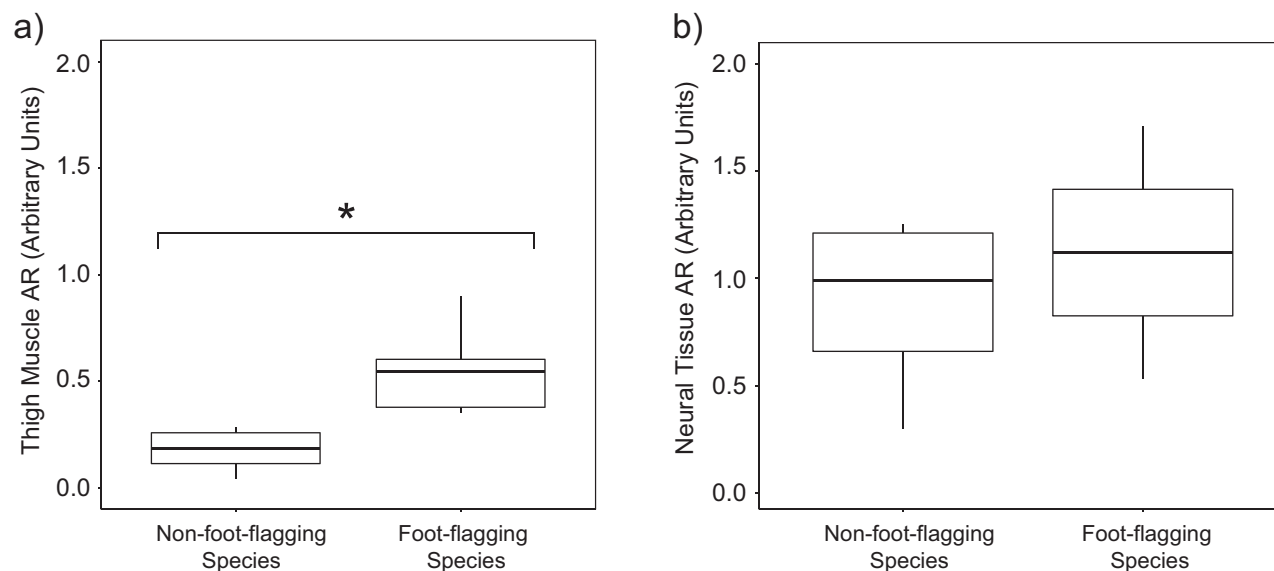 a)
Thigh Muscle AR (Arbitrary Units)
2.0
1.5
1.0
0.5
0.0
*
Non-foot-flagging
Species
Foot-flagging
Species
b)
Neural Tissue AR (Arbitrary Units)
2.0
1.5
1.0
0.5
0.0
Non-foot-flagging
Species
Foot-flagging
Species